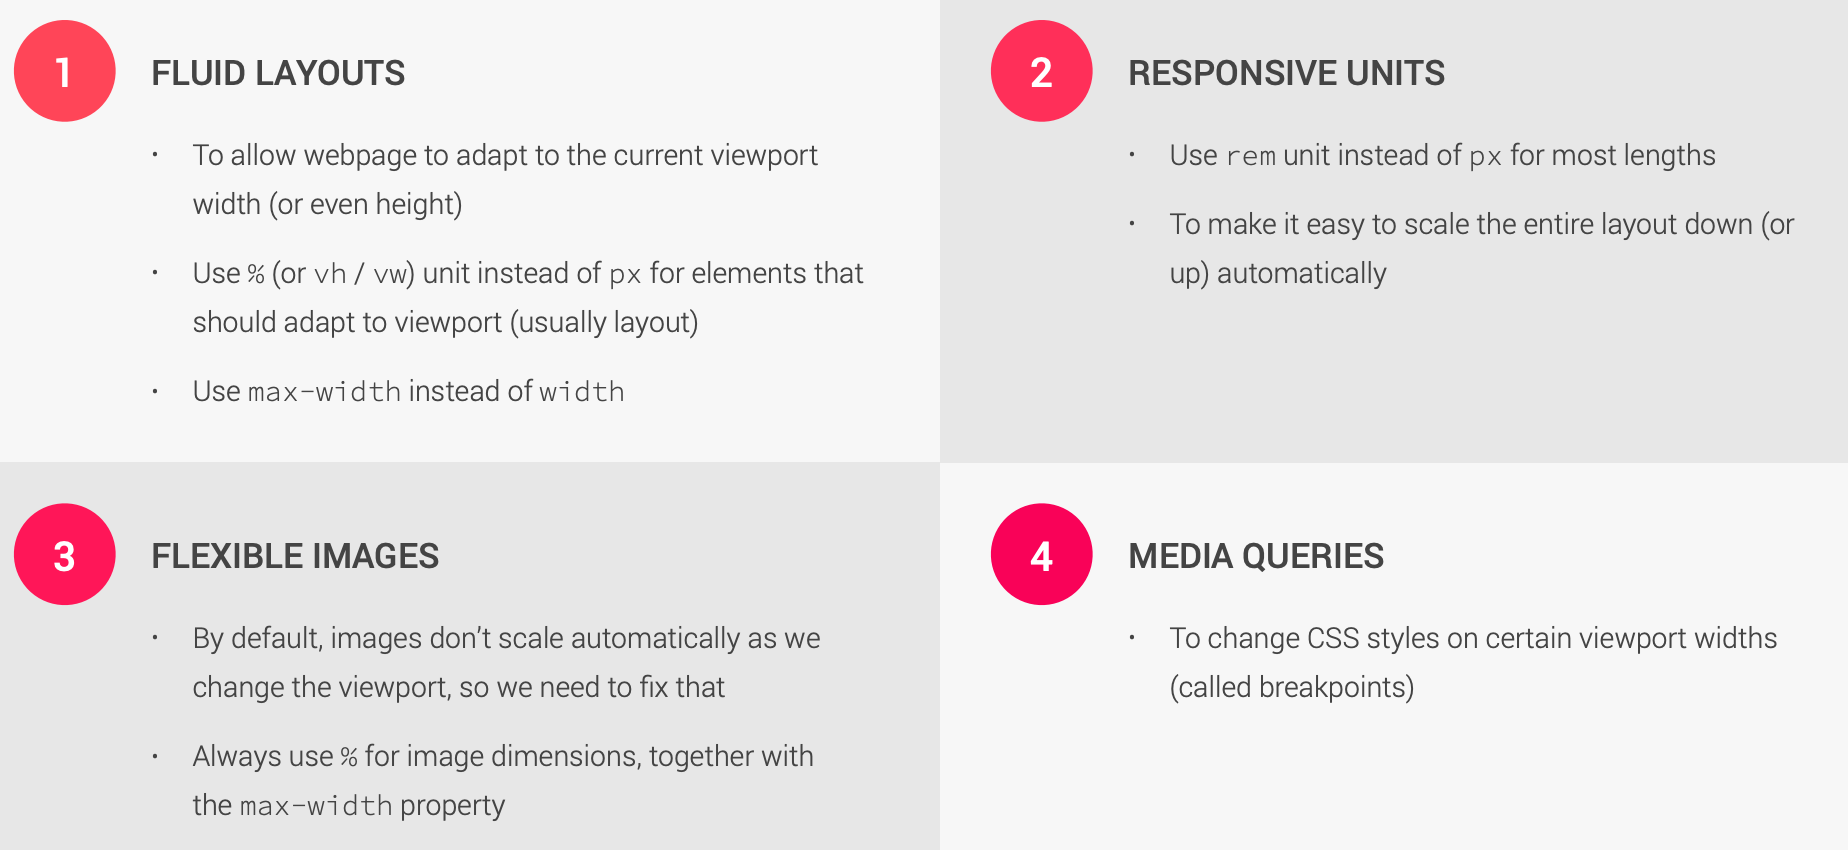 1
FLUID LAYOUTS
• To allow webpage to adapt to the current viewport
width (or even height)
• Use % (or vh / vw) unit instead of px for elements that
should adapt to viewport (usually layout)
• Use max-width instead of width
2
RESPONSIVE UNITS
• Use rem unit instead of px for most lengths
• To make it easy to scale the entire layout down (or
up) automatically
3
FLEXIBLE IMAGES
• By default, images don’t scale automatically as we
change the viewport, so we need to fix that
• Always use % for image dimensions, together with
the max-width property
4
MEDIA QUERIES
• To change CSS styles on certain viewport widths
(called breakpoints)